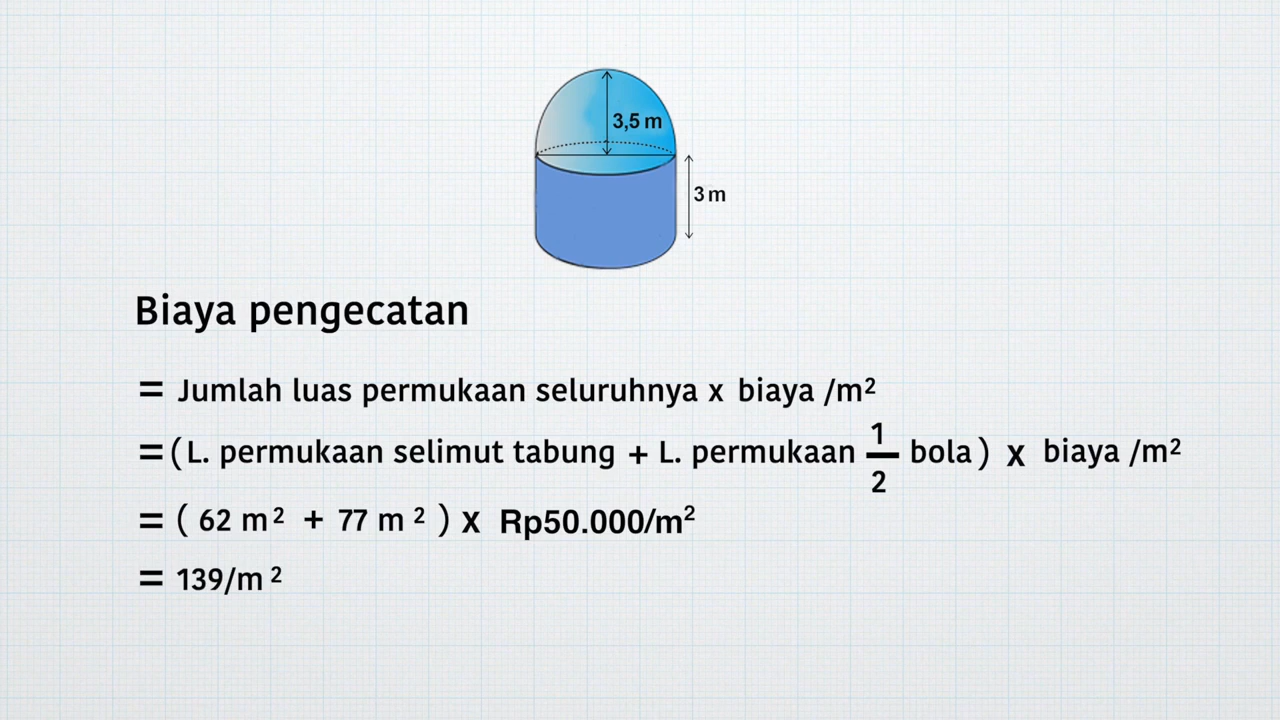 3,5 m
3 m
Biaya pengecatan
= Jumlah luas permukaan seluruhnya x biaya /m²
= (L. permukaan selimut tabung + L. permukaan 1/2 bola) x biaya /m²
= ( 62 m² + 77 m² ) x Rp50.000/m²
= 139/m²